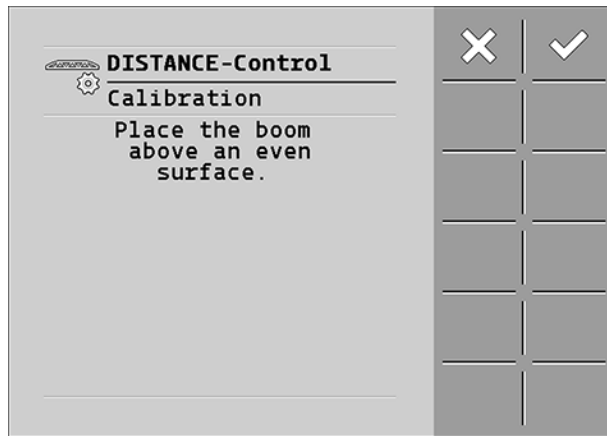 DISTANCE-Control
Calibration
Place the boom
above an even
surface.